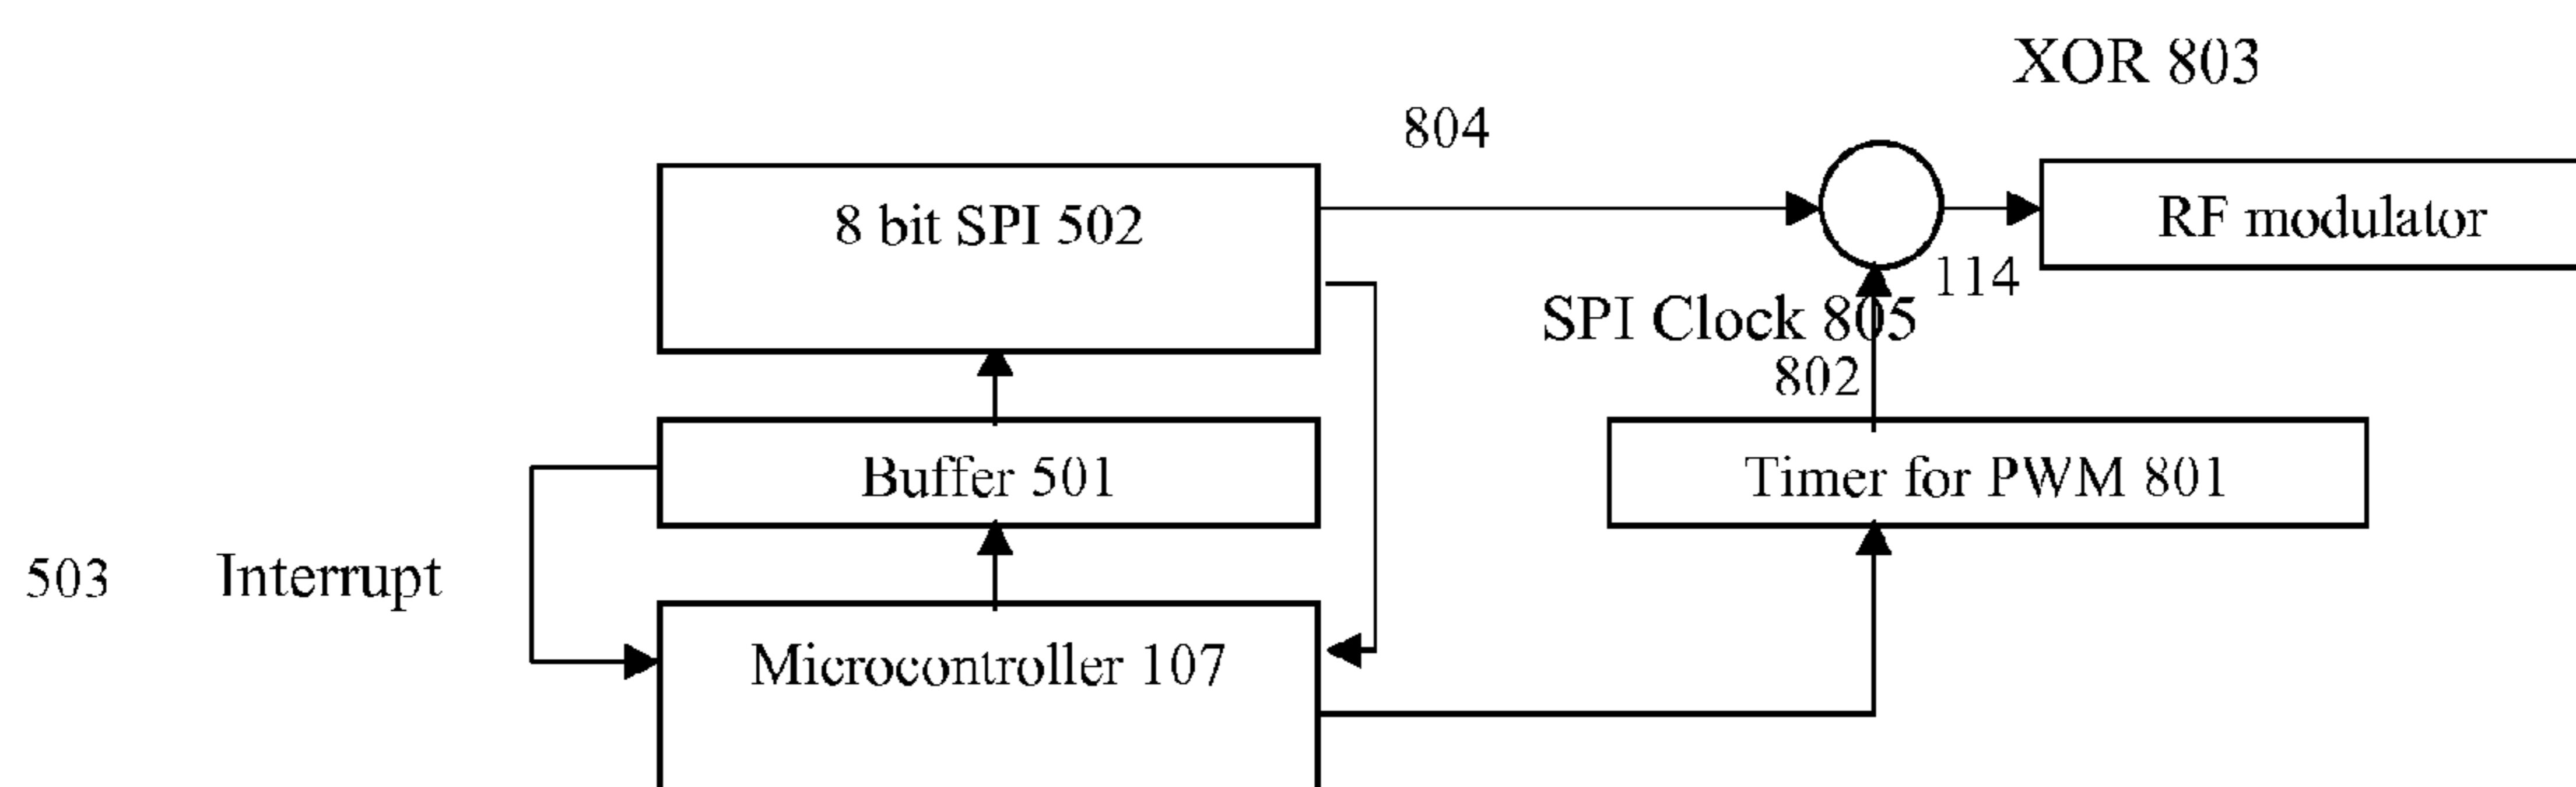 XOR 803
804
8 bit SPI 502
RF modulator
114
SPI Clock 805
802
Buffer 501
Timer for PWM 801
503 Interrupt
Microcontroller 107